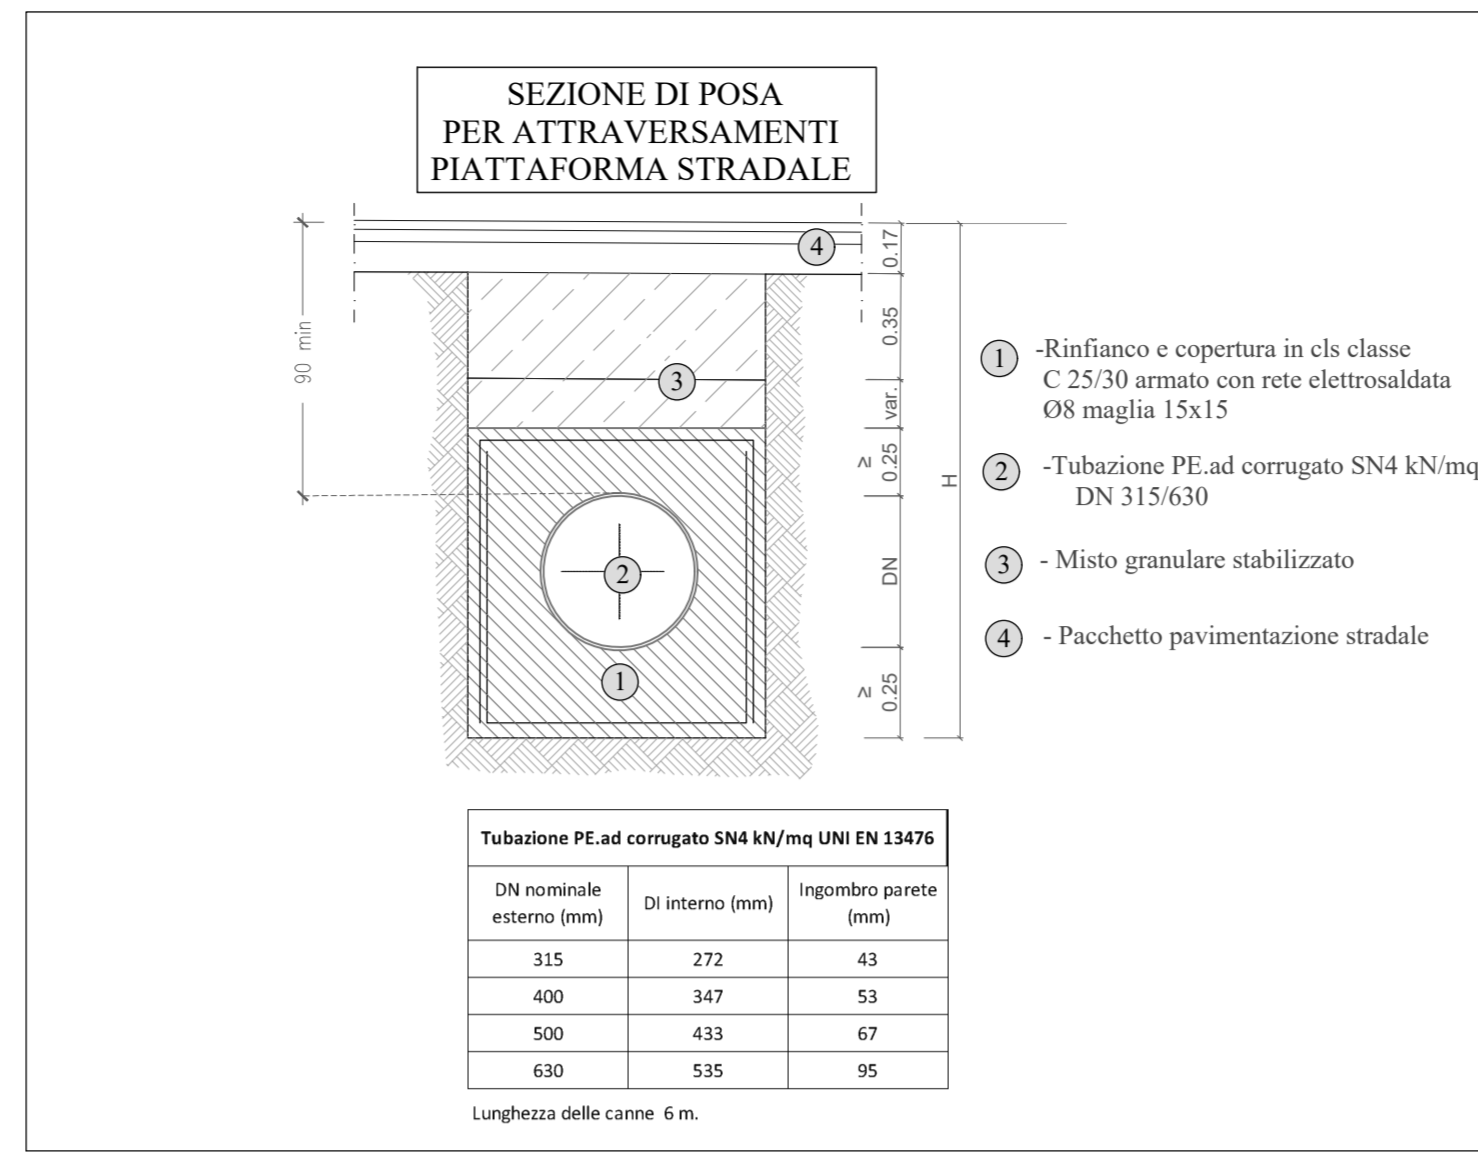 SEZIONE DI POSA
PER ATTRAVERSAMENTI
PIATTAFORMA STRADALE
90 min
4
0.17
0.35
3
var.
≥
0.25
H
2
DN
1
≥
0.25
1 -Rinfianco e copertura in cls classe
C 25/30 armato con rete elettrosaldata
Ø8 maglia 15x15
2 -Tubazione PE.ad corrugato SN4 kN/mq
DN 315/630
3 - Misto granulare stabilizzato
4 - Pacchetto pavimentazione stradale
Tubazione PE.ad corrugato SN4 kN/mq UNI EN 13476
DN nominale
esterno (mm)
DI interno (mm)
Ingombro parete
(mm)
315 272 43
400 347 53
500 433 67
630 535 95
Lunghezza delle canne 6 m.